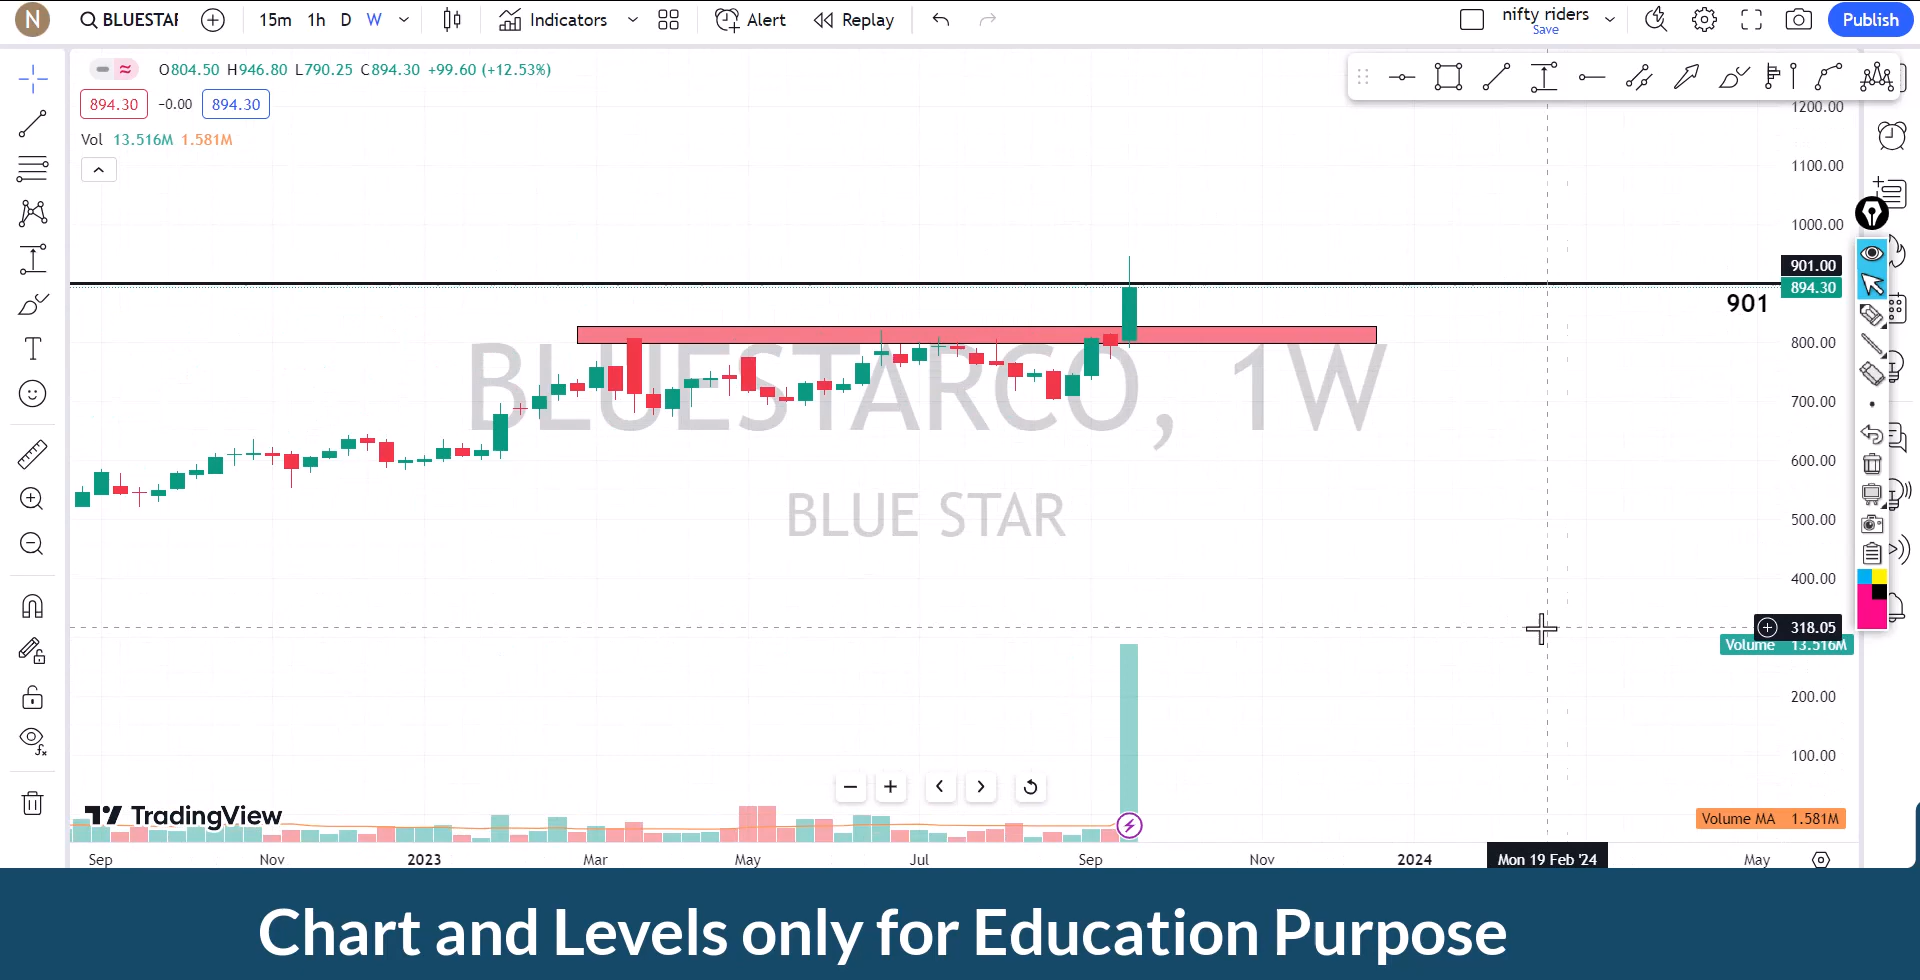 N BLUESTAR 15m 1h D W Indicators Alert Replay nifty riders Save Publish
O804.50 H946.80 L790.25 C894.30 +99.60 (+12.53%)
894.30 -0.00 894.30
Vol 13.516M 1.581M
1200.00
1100.00
1000.00
901.00
894.30
901
800.00
700.00
600.00
500.00
400.00
318.05
Volume 13.516M
200.00
100.00
Volume MA 1.581M
BLUESTARCO, 1W
BLUE STAR
TradingView
Sep Nov 2023 Mar May Jul Sep Nov 2024 Mon 19 Feb '24 May
Chart and Levels only for Education Purpose